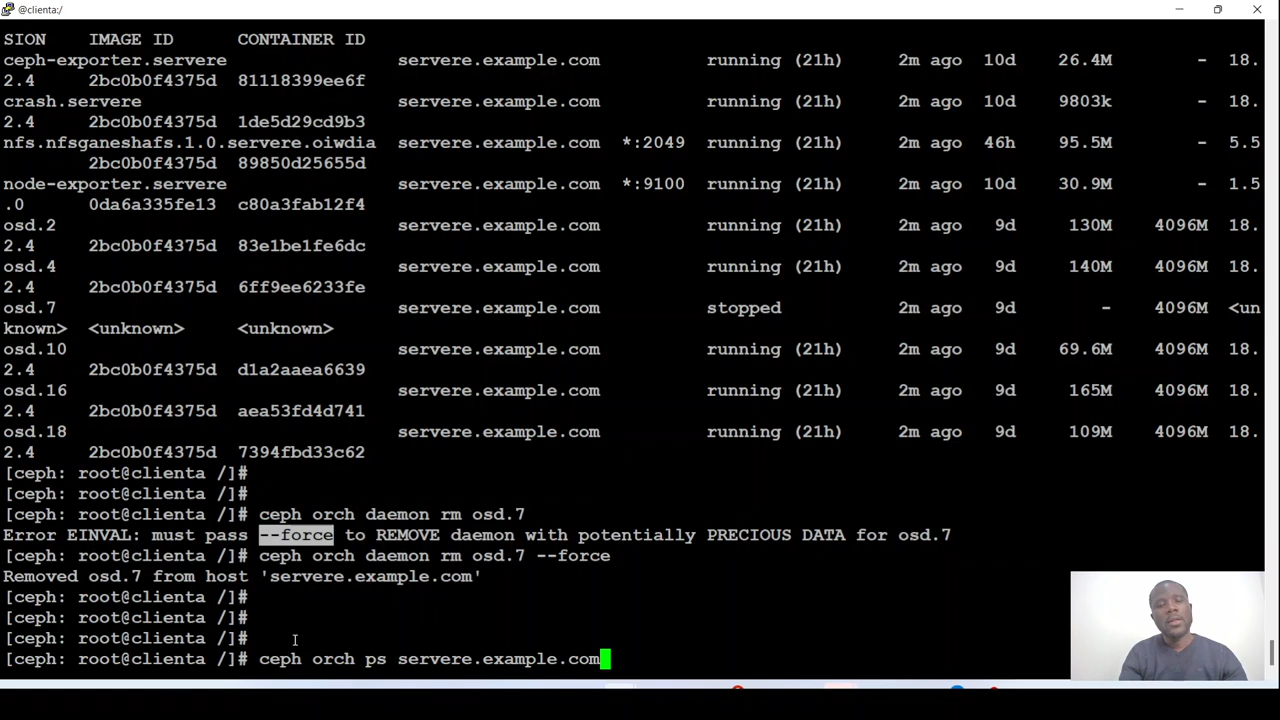 @clienta:/
SION    IMAGE ID      CONTAINER ID
ceph-exporter.servere                servere.example.com               running (21h)     2m ago  10d    26.4M        -  18.
2.4     2bc0b0f4375d  81118399ee6f
crash.servere                        servere.example.com               running (21h)     2m ago  10d    9803k        -  18.
2.4     2bc0b0f4375d  1de5d29cd9b3
nfs.nfsganeshafs.1.0.servere.oiwdia  servere.example.com  *:2049       running (21h)     2m ago  46h    95.5M        -  5.5
        2bc0b0f4375d  89850d25655d
node-exporter.servere                servere.example.com  *:9100       running (21h)     2m ago  10d    30.9M        -  1.5
.0      0da6a335fe13  c80a3fab12f4
osd.2                                servere.example.com               running (21h)     2m ago   9d     130M    4096M  18.
2.4     2bc0b0f4375d  83e1be1fe6dc
osd.4                                servere.example.com               running (21h)     2m ago   9d     140M    4096M  18.
2.4     2bc0b0f4375d  6ff9ee6233fe
osd.7                                servere.example.com               stopped           2m ago   9d        -    4096M  <un
known>  <unknown>     <unknown>
osd.10                               servere.example.com               running (21h)     2m ago   9d    69.6M    4096M  18.
2.4     2bc0b0f4375d  d1a2aaea6639
osd.16                               servere.example.com               running (21h)     2m ago   9d     165M    4096M  18.
2.4     2bc0b0f4375d  aea53fd4d741
osd.18                               servere.example.com               running (21h)     2m ago   9d     109M    4096M  18.
2.4     2bc0b0f4375d  7394fbd33c62
[ceph: root@clienta /]#
[ceph: root@clienta /]#
[ceph: root@clienta /]# ceph orch daemon rm osd.7
Error EINVAL: must pass --force to REMOVE daemon with potentially PRECIOUS DATA for osd.7
[ceph: root@clienta /]# ceph orch daemon rm osd.7 --force
Removed osd.7 from host 'servere.example.com'
[ceph: root@clienta /]#
[ceph: root@clienta /]#
[ceph: root@clienta /]#
[ceph: root@clienta /]# ceph orch ps servere.example.com